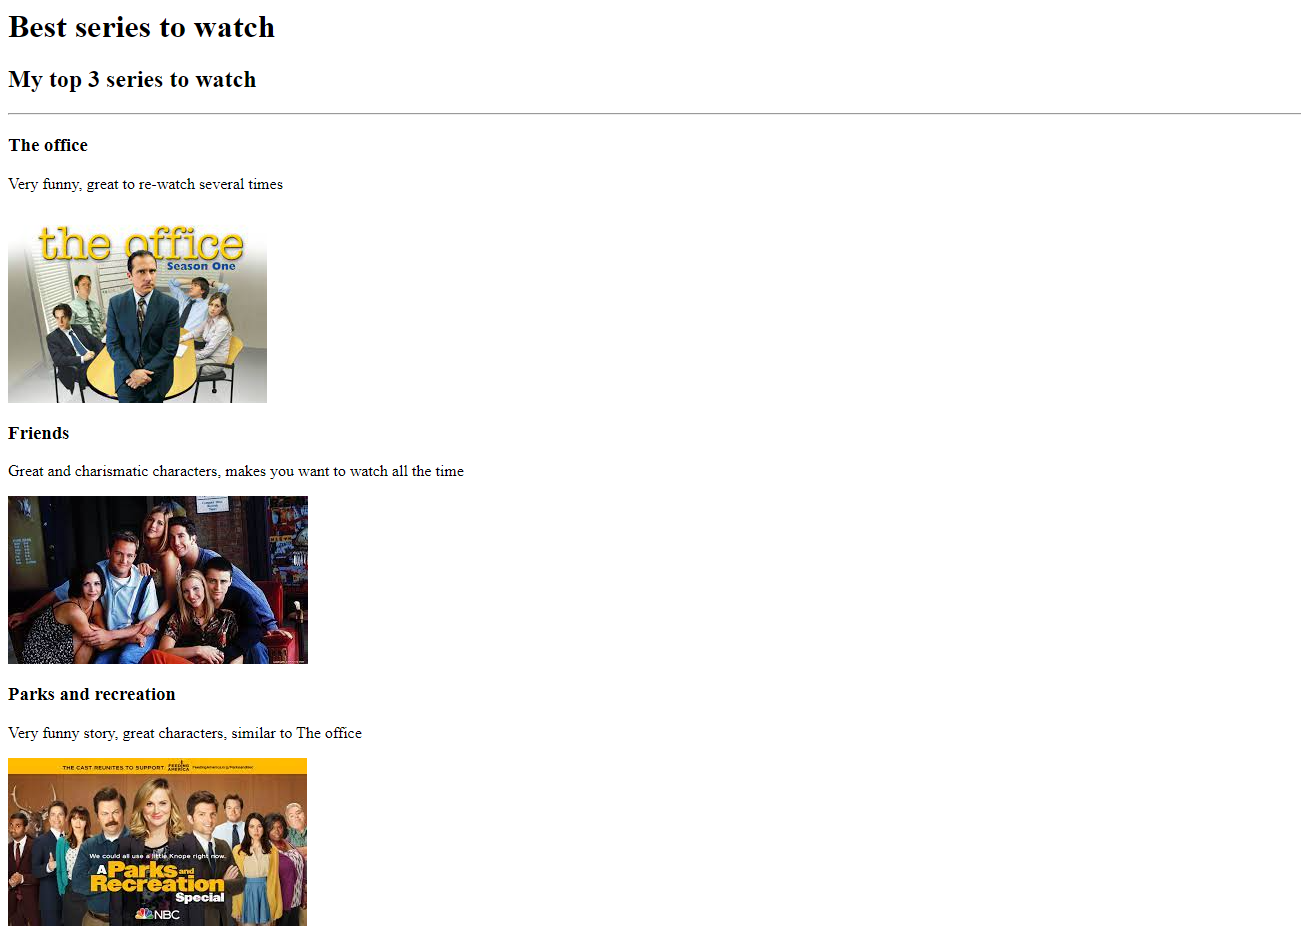 Best series to watch
My top 3 series to watch
The office
Very funny, great to re-watch several times
the office
Season One
Friends
Great and charismatic characters, makes you want to watch all the time
Parks and recreation
Very funny story, great characters, similar to The office
THE CAST REUNITES TO SUPPORT: FEEDING AMERICA
We could all use a little Knope right now.
A Parks and
Recreation
Special
NBC